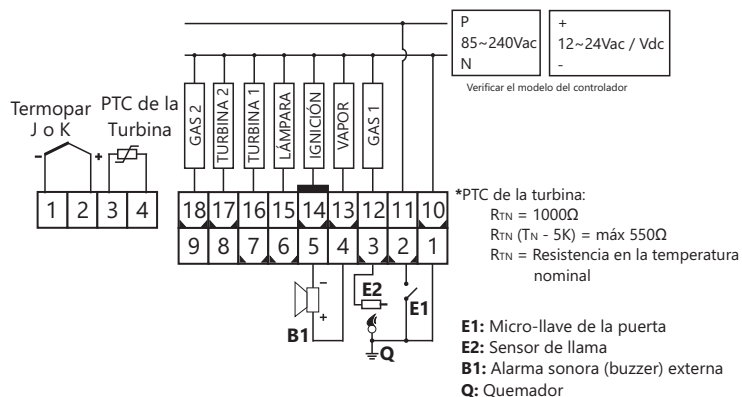 P
85~240Vac
N
+
12~24Vac / Vdc
-
Verificar el modelo del controlador
Termopar
J o K
PTC de la
Turbina
- +
GAS 2
TURBINA 2
TURBINA 1
LÁMPARA
IGNICIÓN
VAPOR
GAS 1
1 2 3 4
18 17 16 15 14 13 12 11 10
9 8 7 6 5 4 3 2 1
*PTC de la turbina:
RTN = 1000Ω
RTN (TN - 5K) = máx 550Ω
RTN = Resistencia en la temperatura
nominal
-
+
B1
E2
E1
Q
E1: Micro-llave de la puerta
E2: Sensor de llama
B1: Alarma sonora (buzzer) externa
Q: Quemador